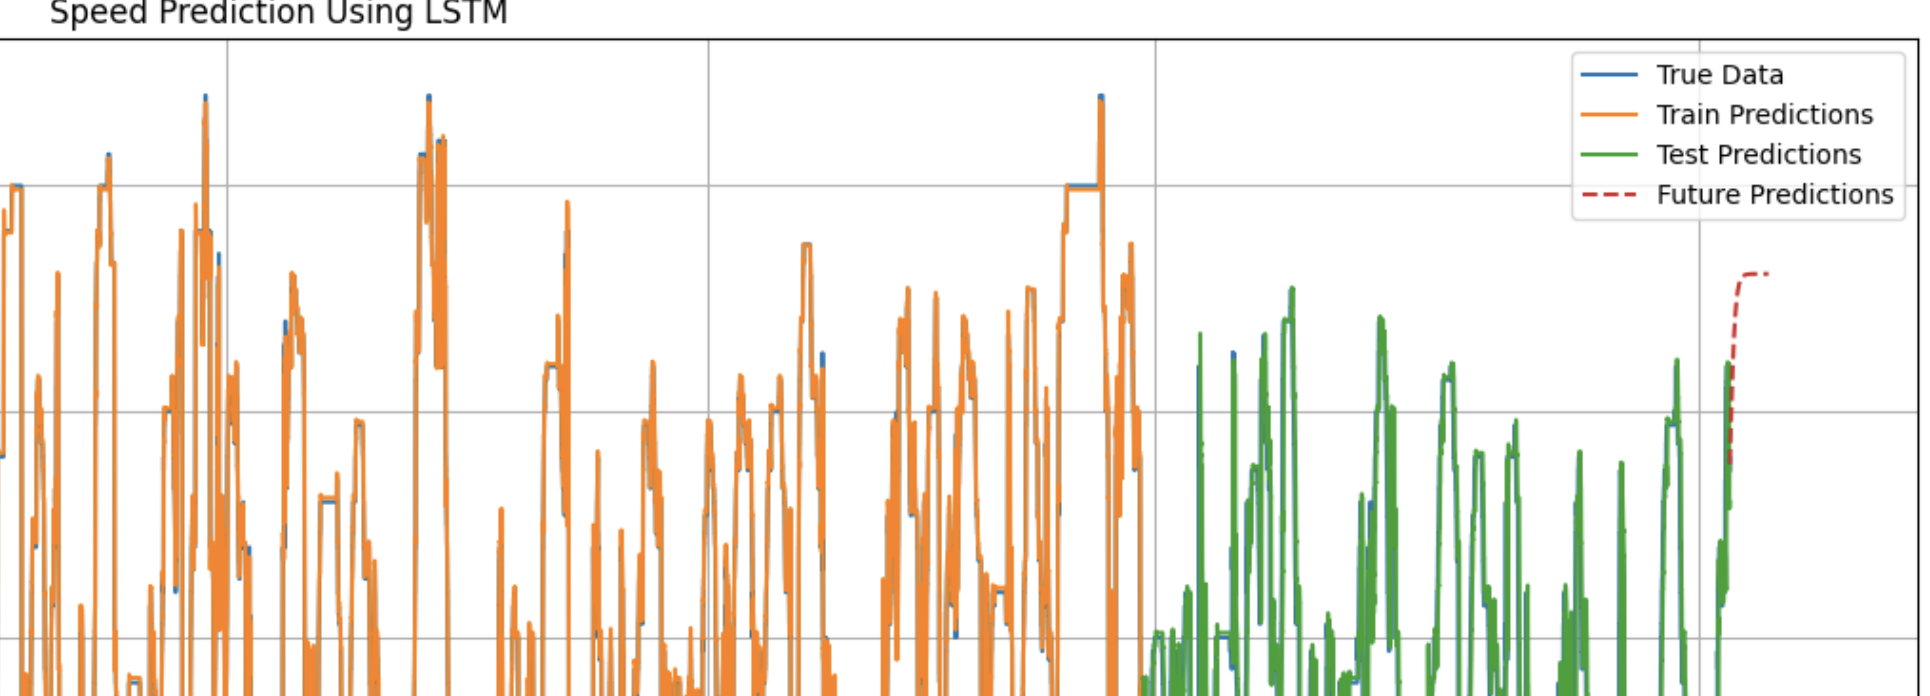 Speed Prediction Using LSTM
True Data
Train Predictions
Test Predictions
Future Predictions